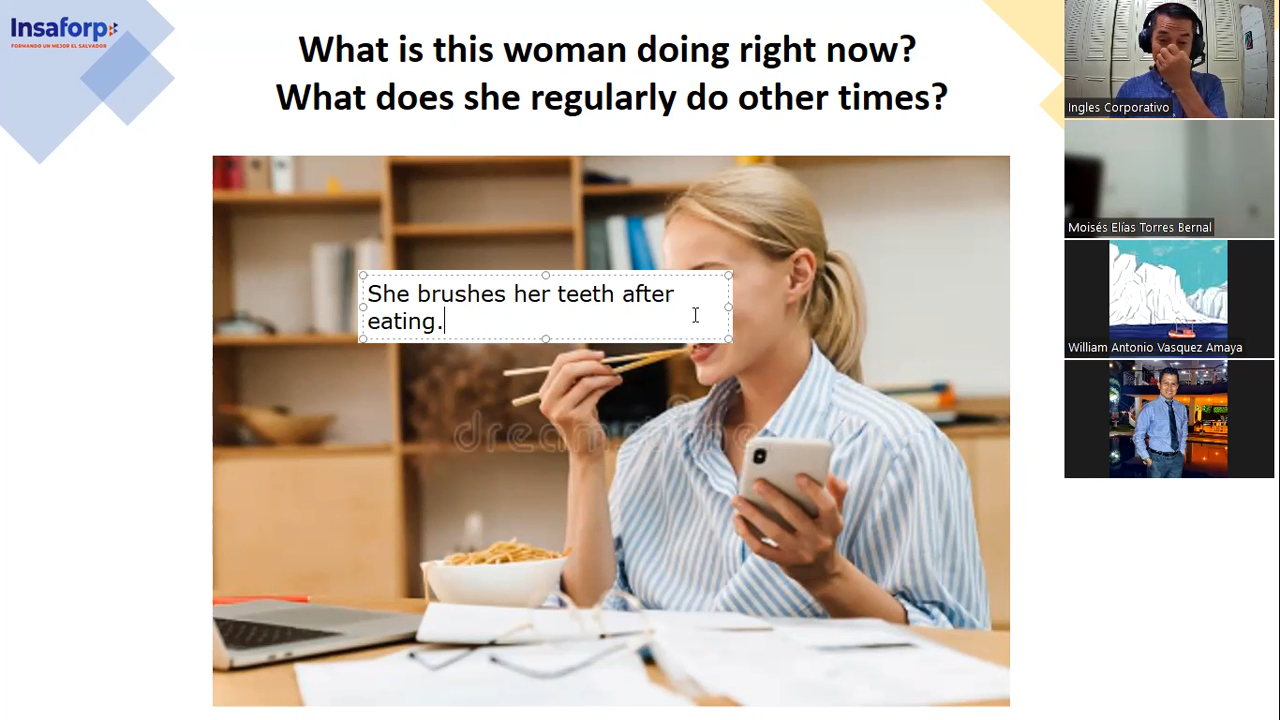 Insaforp
FORMANDO UN MEJOR EL SALVADOR
What is this woman doing right now?
What does she regularly do other times?
She brushes her teeth after
eating.
dreamstime
Ingles Corporativo
Moisés Elías Torres Bernal
William Antonio Vasquez Amaya